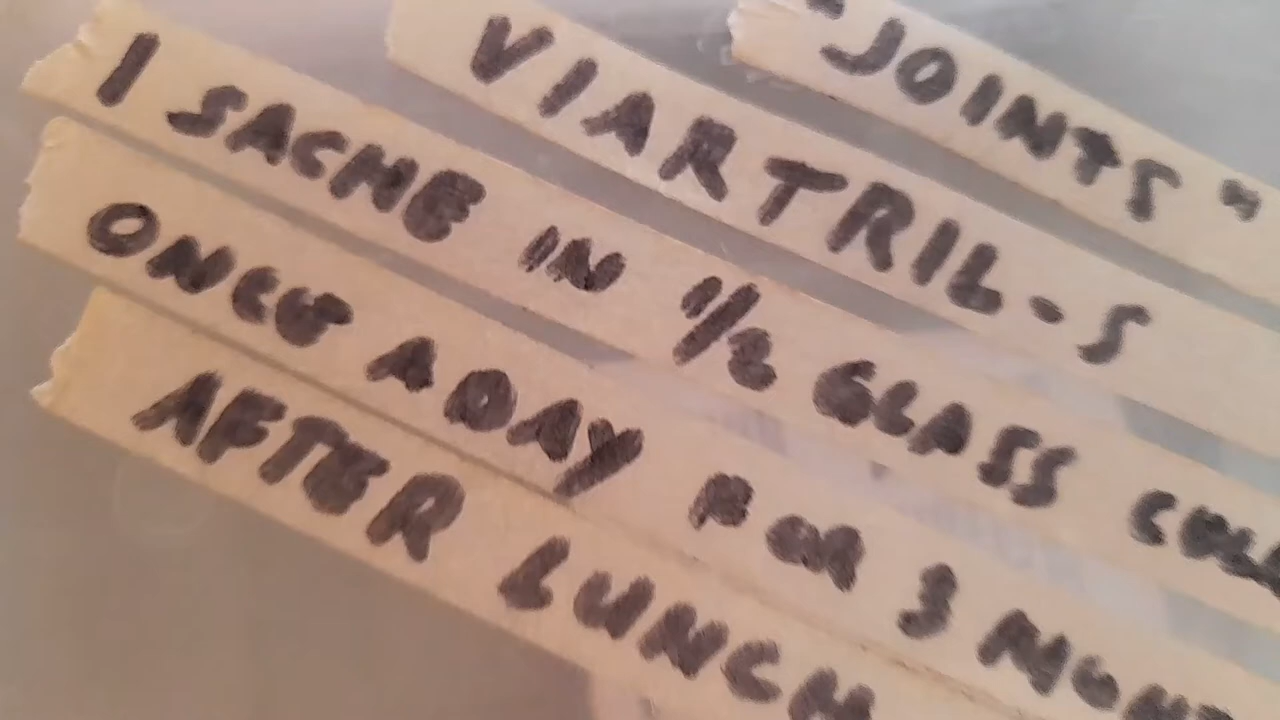 "JOINTS"
VIARTRIL-S
1 SACHE IN 1/2 GLASS
ONCE A DAY FOR 3
AFTER LUNCH